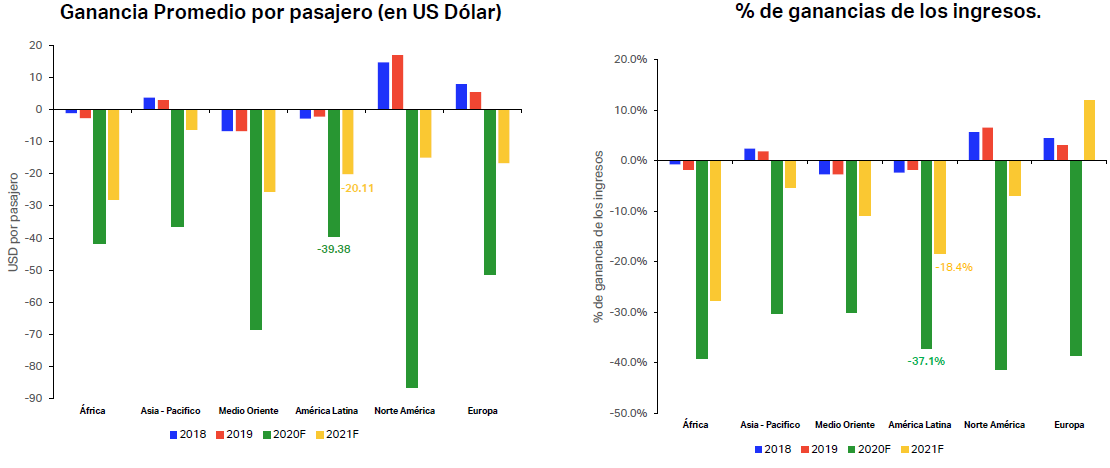 Ganancia Promedio por pasajero (en US Dólar)
20
10
0
-10
-20
-30
-40
-50
-60
-70
-80
-90
USD por pasajero
-20.11
-39.38
África
Asia - Pacifico
Medio Oriente
América Latina
Norte América
Europa
2018
2019
2020F
2021F
% de ganancias de los ingresos.
20.0%
10.0%
0.0%
-10.0%
-20.0%
-30.0%
-40.0%
-50.0%
% de ganancia de los ingresos
-18.4%
-37.1%
África
Asia - Pacifico
Medio Oriente
América Latina
Norte América
Europa
2018
2019
2020F
2021F